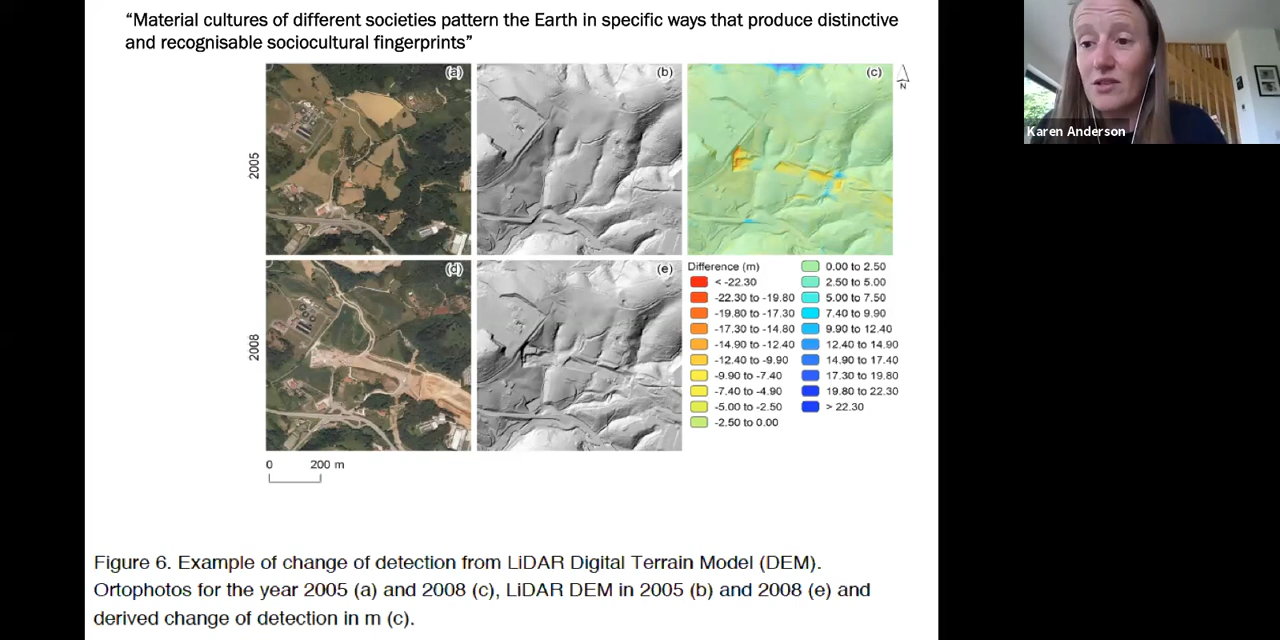 “Material cultures of different societies pattern the Earth in specific ways that produce distinctive
and recognisable sociocultural fingerprints”
(a)
(b)
(c)
N
2005
Karen Anderson
(d)
(e)
2008
Difference (m)
< -22.30
-22.30 to -19.80
-19.80 to -17.30
-17.30 to -14.80
-14.90 to -12.40
-12.40 to -9.90
-9.90 to -7.40
-7.40 to -4.90
-5.00 to -2.50
-2.50 to 0.00
0.00 to 2.50
2.50 to 5.00
5.00 to 7.50
7.40 to 9.90
9.90 to 12.40
12.40 to 14.90
14.90 to 17.40
17.30 to 19.80
19.80 to 22.30
> 22.30
0 200 m
Figure 6. Example of change of detection from LiDAR Digital Terrain Model (DEM).
Ortophotos for the year 2005 (a) and 2008 (c), LiDAR DEM in 2005 (b) and 2008 (e) and
derived change of detection in m (c).